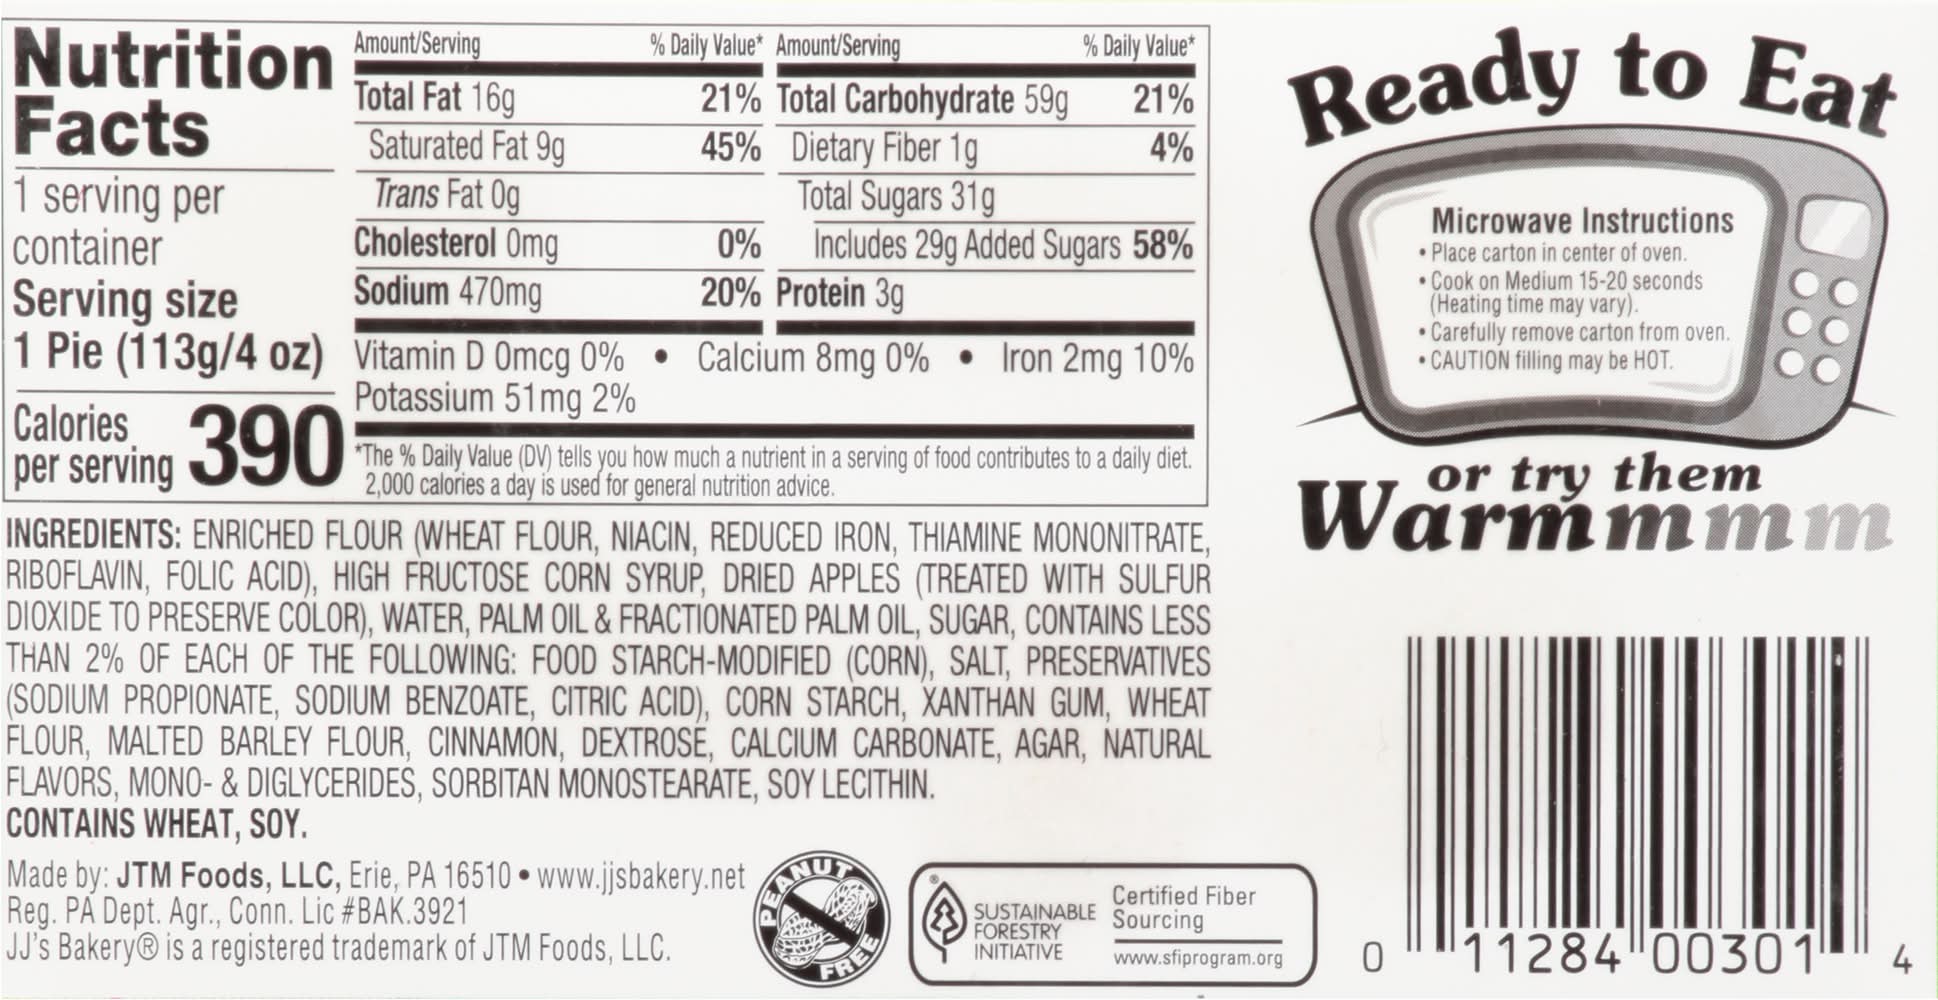 Nutrition
Facts
1 serving per
container
Serving size
1 Pie (113g/4 oz)
Calories
per serving 390
Amount/Serving % Daily Value*
Total Fat 16g 21%
Saturated Fat 9g 45%
Trans Fat 0g
Cholesterol 0mg 0%
Sodium 470mg 20%
Amount/Serving % Daily Value*
Total Carbohydrate 59g 21%
Dietary Fiber 1g 4%
Total Sugars 31g
Includes 29g Added Sugars 58%
Protein 3g
Vitamin D 0mcg 0% • Calcium 8mg 0% • Iron 2mg 10%
Potassium 51mg 2%
*The % Daily Value (DV) tells you how much a nutrient in a serving of food contributes to a daily diet.
2,000 calories a day is used for general nutrition advice.
INGREDIENTS: ENRICHED FLOUR (WHEAT FLOUR, NIACIN, REDUCED IRON, THIAMINE MONONITRATE,
RIBOFLAVIN, FOLIC ACID), HIGH FRUCTOSE CORN SYRUP, DRIED APPLES (TREATED WITH SULFUR
DIOXIDE TO PRESERVE COLOR), WATER, PALM OIL & FRACTIONATED PALM OIL, SUGAR, CONTAINS LESS
THAN 2% OF EACH OF THE FOLLOWING: FOOD STARCH-MODIFIED (CORN), SALT, PRESERVATIVES
(SODIUM PROPIONATE, SODIUM BENZOATE, CITRIC ACID), CORN STARCH, XANTHAN GUM, WHEAT
FLOUR, MALTED BARLEY FLOUR, CINNAMON, DEXTROSE, CALCIUM CARBONATE, AGAR, NATURAL
FLAVORS, MONO- & DIGLYCERIDES, SORBITAN MONOSTEARATE, SOY LECITHIN.
CONTAINS WHEAT, SOY.
Made by: JTM Foods, LLC, Erie, PA 16510 • www.jjsbakery.net
Reg. PA Dept. Agr., Conn. Lic #BAK.3921
JJ's Bakery® is a registered trademark of JTM Foods, LLC.
PEANUT
FREE
®
SUSTAINABLE
FORESTRY
INITIATIVE
Certified Fiber
Sourcing
www.sfiprogram.org
Ready to Eat
Microwave Instructions
• Place carton in center of oven.
• Cook on Medium 15-20 seconds
(Heating time may vary).
• Carefully remove carton from oven.
• CAUTION filling may be HOT.
or try them
Warmmmm
0 11284 00301 4